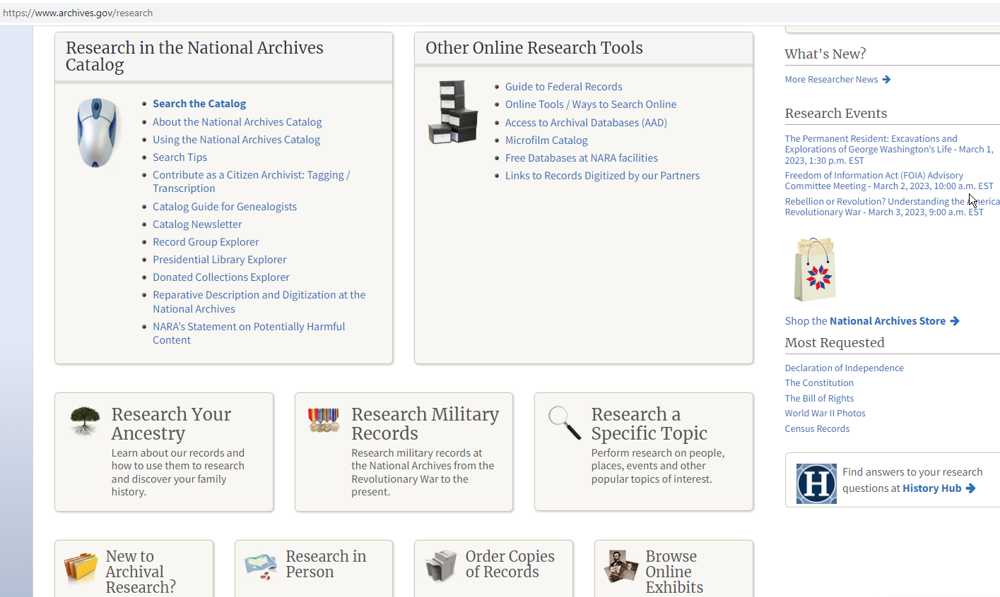 https://www.archives.gov/research
Research in the National Archives
Catalog
Search the Catalog
About the National Archives Catalog
Using the National Archives Catalog
Search Tips
Contribute as a Citizen Archivist: Tagging /
Transcription
Catalog Guide for Genealogists
Catalog Newsletter
Record Group Explorer
Presidential Library Explorer
Donated Collections Explorer
Reparative Description and Digitization at the
National Archives
NARA's Statement on Potentially Harmful
Content
Other Online Research Tools
Guide to Federal Records
Online Tools / Ways to Search Online
Access to Archival Databases (AAD)
Microfilm Catalog
Free Databases at NARA facilities
Links to Records Digitized by our Partners
Research Your
Ancestry
Learn about our records and
how to use them to research
and discover your family
history.
Research Military
Records
Research military records at
the National Archives from the
Revolutionary War to the
present.
Research a
Specific Topic
Perform research on people,
places, events and other
popular topics of interest.
New to
Archival
Research?
Research in
Person
Order Copies
of Records
Browse
Online
Exhibits
What's New?
More Researcher News
Research Events
The Permanent Resident: Excavations and
Explorations of George Washington's Life - March 1,
2023, 1:30 p.m. EST
Freedom of Information Act (FOIA) Advisory
Committee Meeting - March 2, 2023, 10:00 a.m. EST
Rebellion or Revolution? Understanding the America
Revolutionary War - March 3, 2023, 9:00 a.m. EST
Shop the National Archives Store
Most Requested
Declaration of Independence
The Constitution
The Bill of Rights
World War II Photos
Census Records
H
Find answers to your research
questions at History Hub